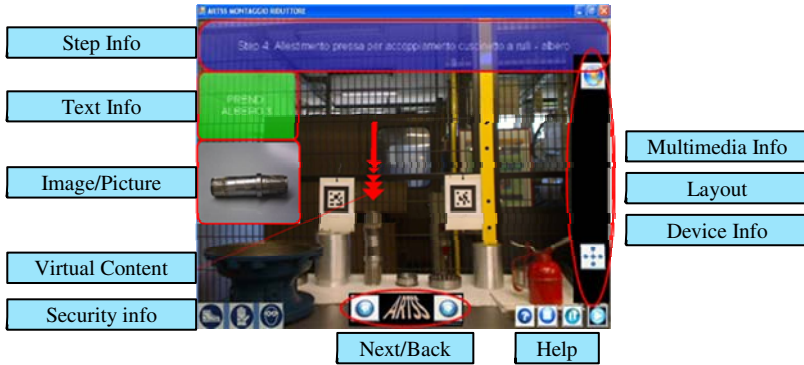 ARTSS MONTAGGIO RIDUTTORE
Step Info
Step 4: Allestimento pressa per accoppiamento cuscinetto a rulli - albero
Text Info
PRENDI
ALBERO 3
Image/Picture
Multimedia Info
Layout
Device Info
Virtual Content
Security info
ARTSS
Next/Back
Help